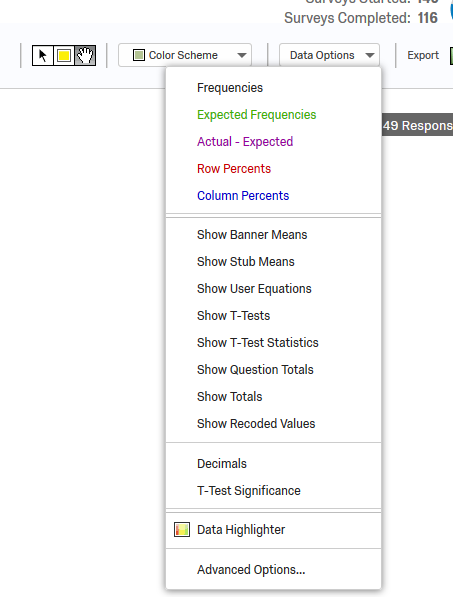 Surveys Started:
Surveys Completed: 116
Color Scheme
Data Options
Export
Frequencies
49 Respons
Expected Frequencies
Actual - Expected
Row Percents
Column Percents
Show Banner Means
Show Stub Means
Show User Equations
Show T-Tests
Show T-Test Statistics
Show Question Totals
Show Totals
Show Recoded Values
Decimals
T-Test Significance
Data Highlighter
Advanced Options...